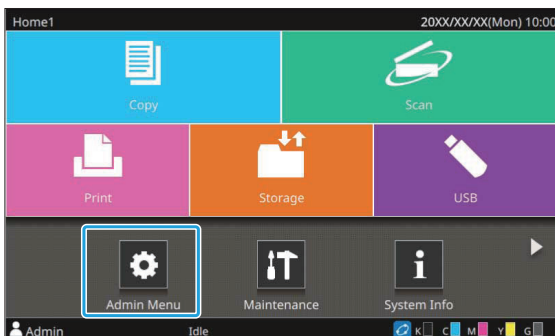 Home1 20XX/XX/XX(Mon) 10:00
Copy Scan
Print Storage USB
Admin Menu Maintenance System Info
Admin Idle K C M Y G